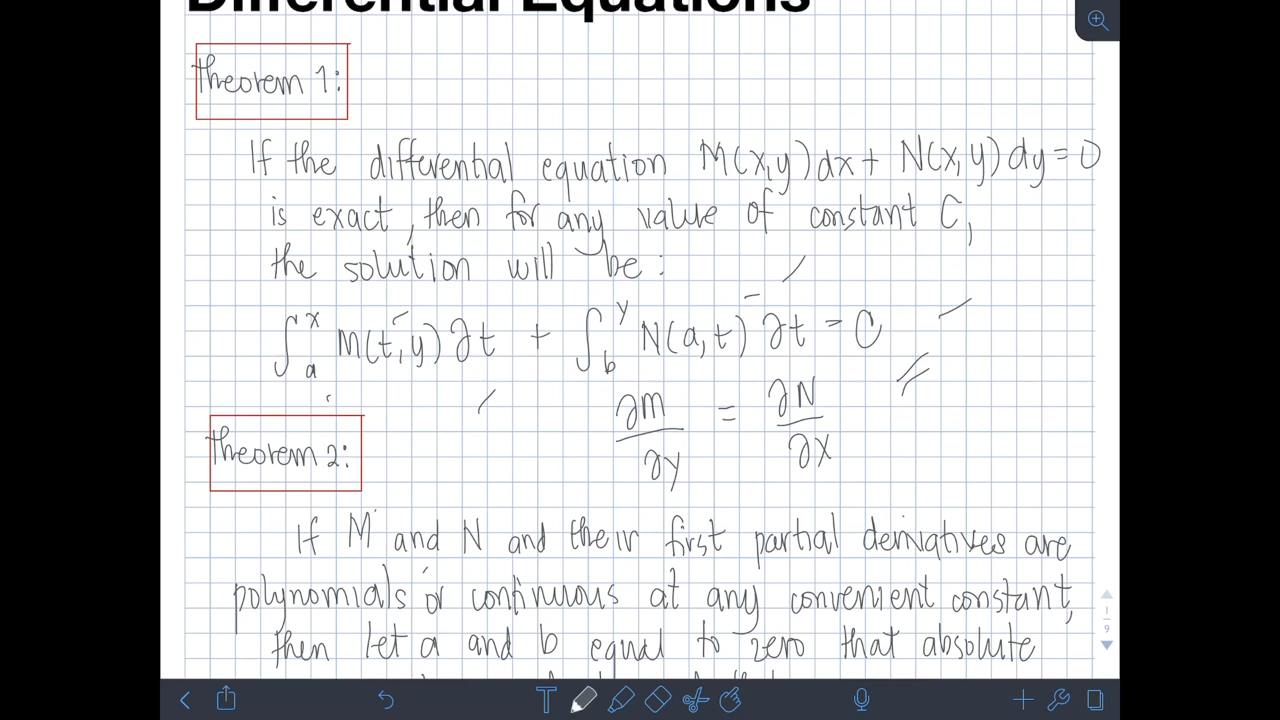 Differential Equations
Theorem 1:
If the differential equation M(x,y)dx + N(x,y)dy = 0
is exact, then for any value of constant C,
the solution will be:
∫ₐˣ M(t,y)∂t + ∫ᵦʸ N(a,t)∂t = C
∂M/∂y = ∂N/∂x
Theorem 2:
If M and N and their first partial derivatives are
polynomials or continuous at any convenient constant,
then let a and b equal to zero that absolute
1
9
T